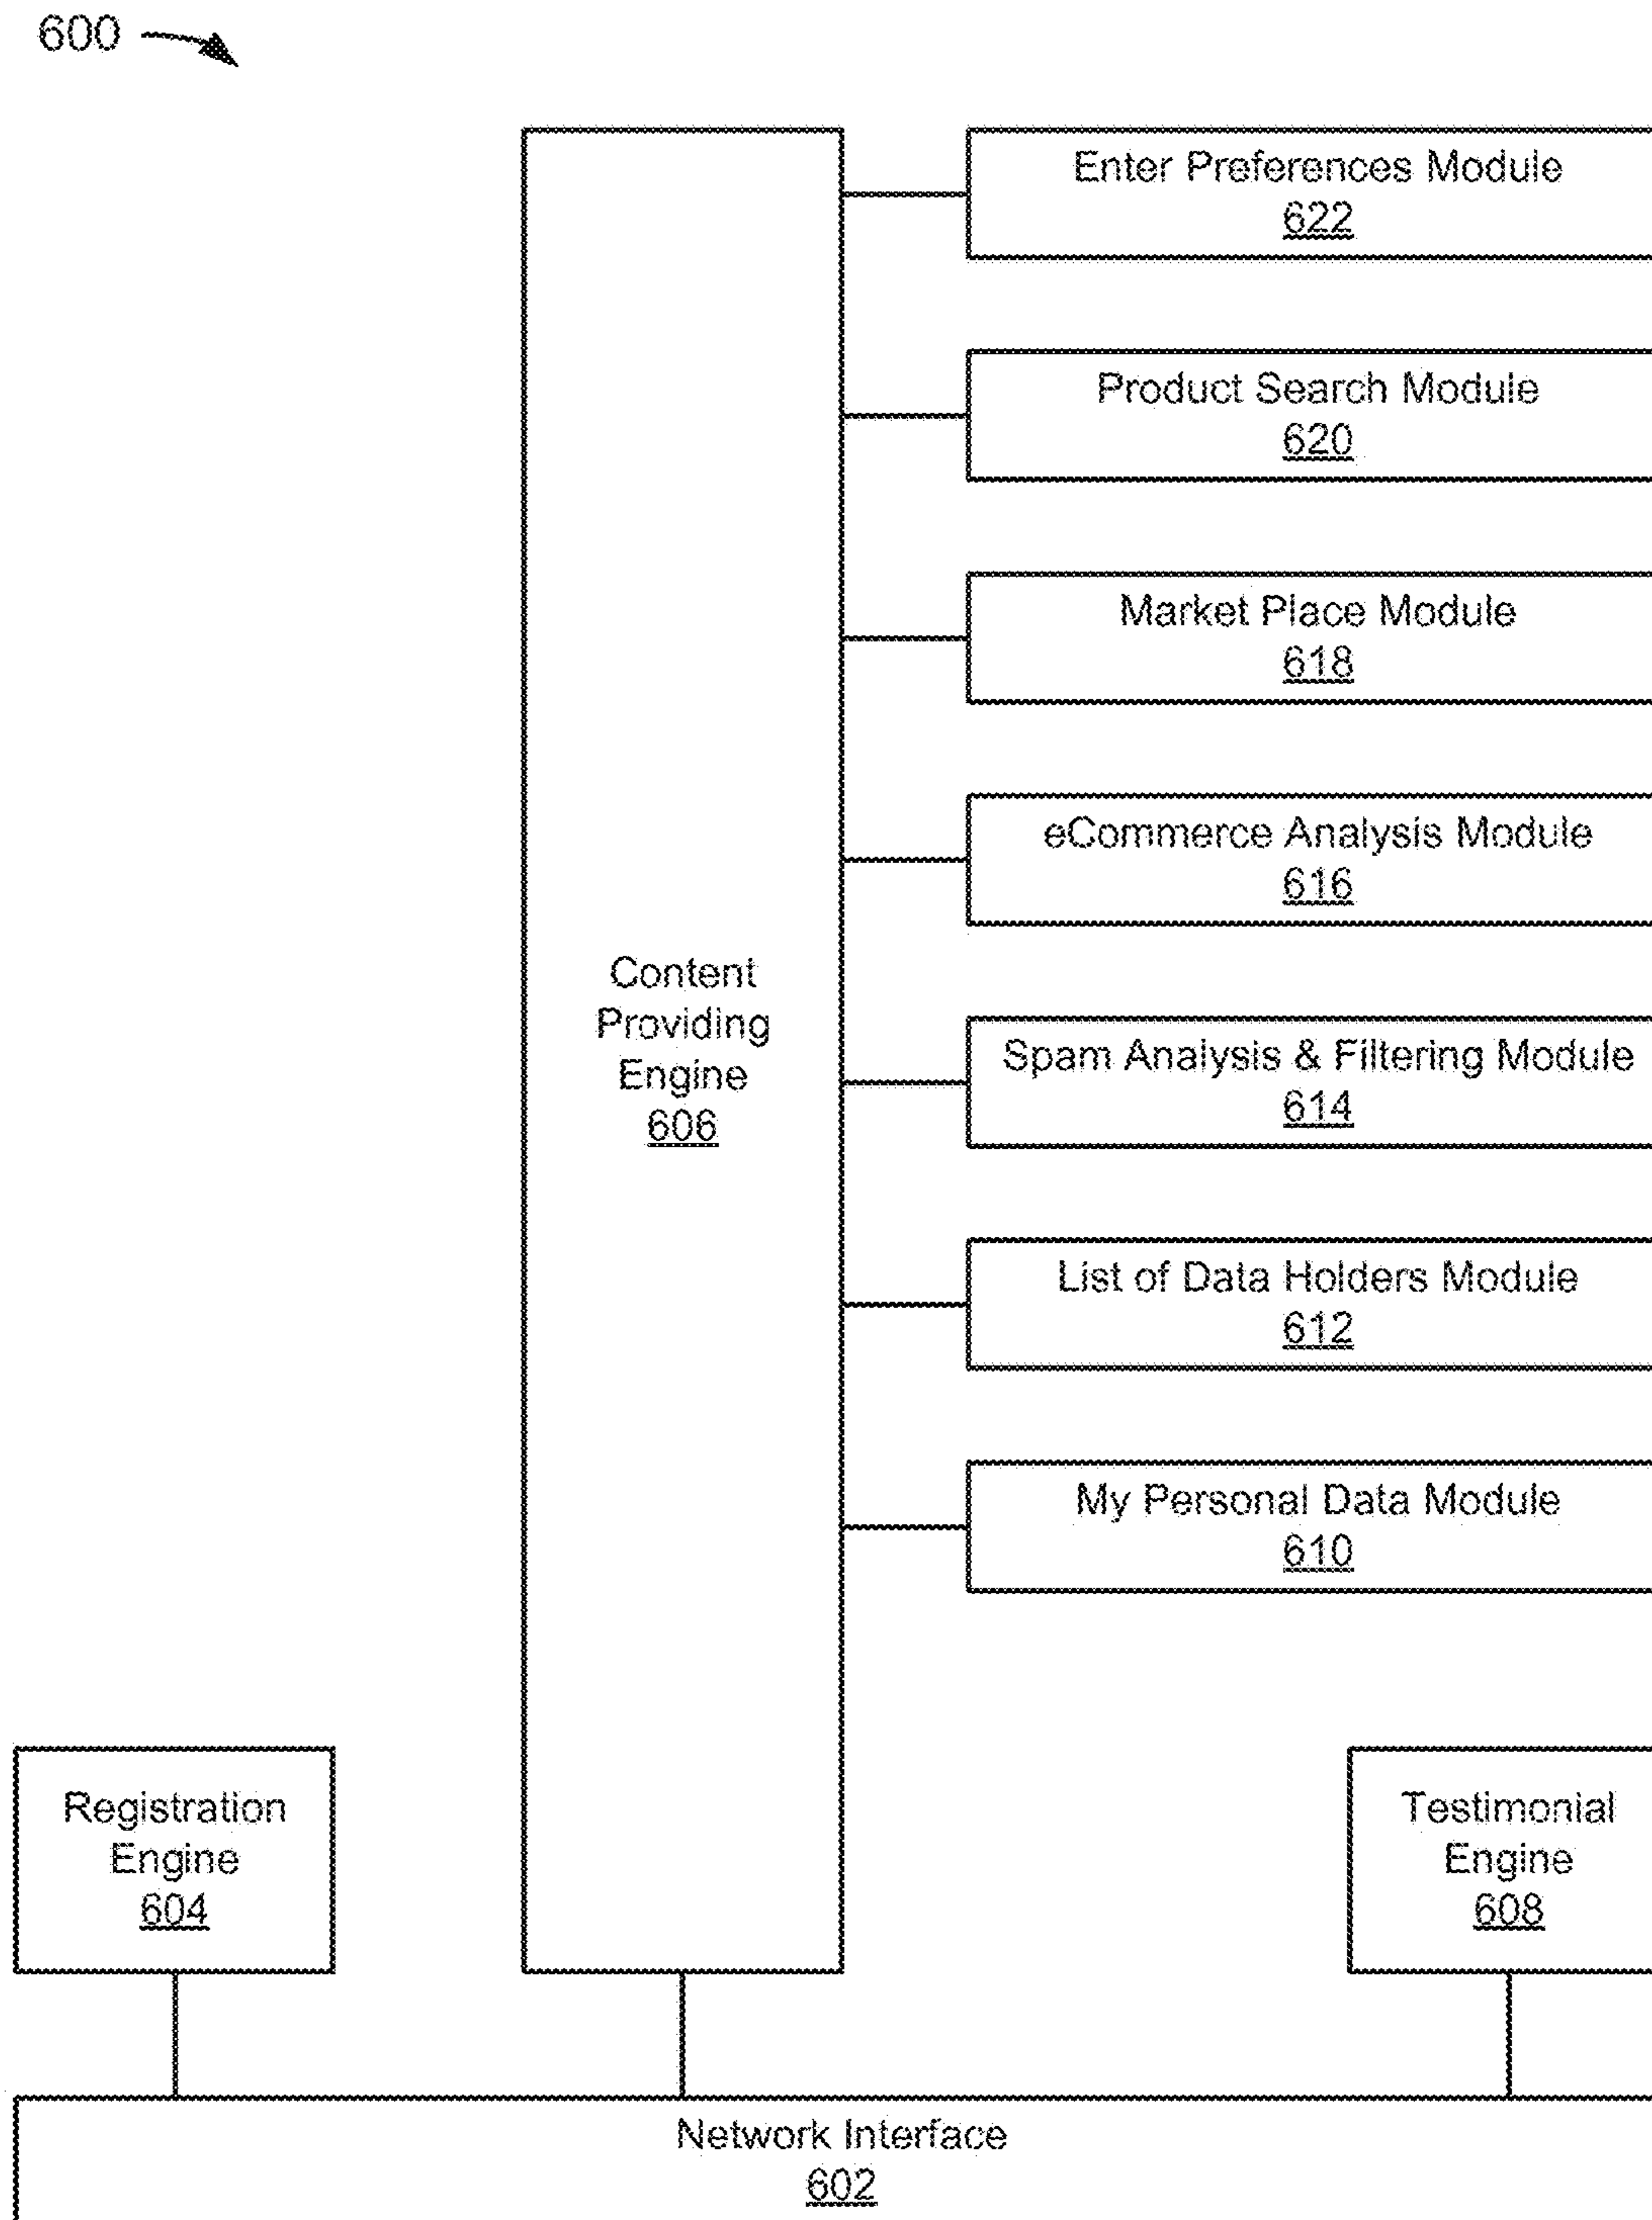 600
Enter Preferences Module
622
Product Search Module
620
Market Place Module
618
eCommerce Analysis Module
616
Content
Providing
Engine
606
Spam Analysis & Filtering Module
614
List of Data Holders Module
612
My Personal Data Module
610
Registration
Engine
604
Testimonial
Engine
608
Network Interface
602